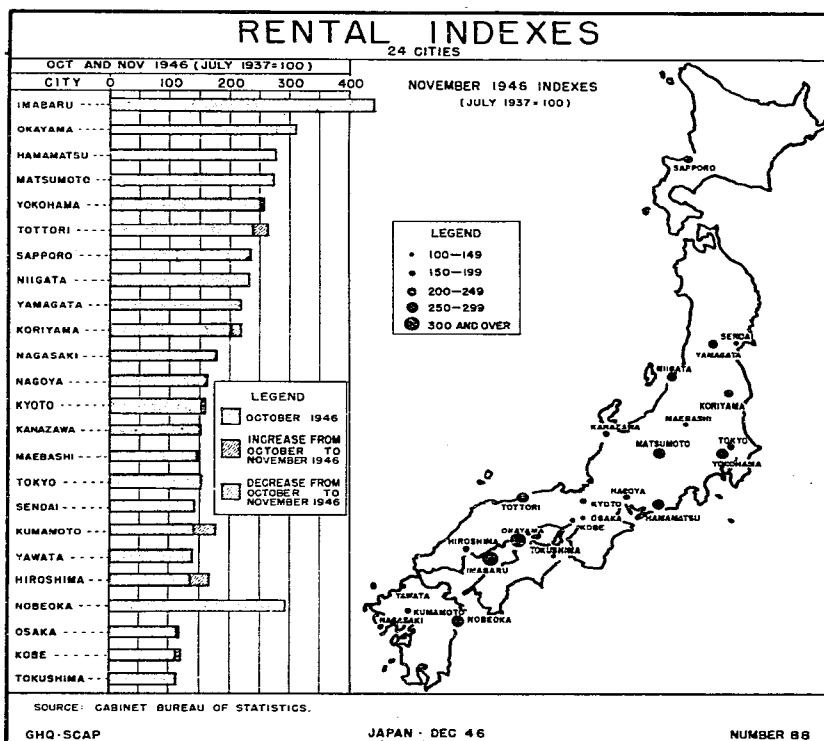 RENTAL INDEXES
24 CITIES
OCT AND NOV 1946 (JULY 1937=100)
CITY 0 100 200 300 400
IMABARU
OKAYAMA
HAMAMATSU
MATSUMOTO
YOKOHAMA
TOTTORI
SAPPORO
NIIGATA
YAMAGATA
KORIYAMA
NAGASAKI
NAGOYA
KYOTO
KANAZAWA
MAEBASHI
TOKYO
SENDAI
KUMAMOTO
YAWATA
HIROSHIMA
NOBEOKA
OSAKA
KOBE
TOKUSHIMA
LEGEND
OCTOBER 1946
INCREASE FROM
OCTOBER TO
NOVEMBER 1946
DECREASE FROM
OCTOBER TO
NOVEMBER 1946
NOVEMBER 1946 INDEXES
(JULY 1937=100)
LEGEND
100—149
150—199
200—249
250—299
300 AND OVER
SAPPORO
SENDAI
YAMAGATA
NIIGATA
KORIYAMA
MAEBASHI
KANAZAWA
MATSUMOTO
TOKYO
YOKOHAMA
TOTTORI
KYOTO
NAGOYA
OSAKA
HAMAMATSU
KOBE
OKAYAMA
HIROSHIMA
TOKUSHIMA
IMABARU
YAWATA
KUMAMOTO
NAGASAKI
NOBEOKA
SOURCE: CABINET BUREAU OF STATISTICS.
GHQ-SCAP JAPAN - DEC 46 NUMBER 88